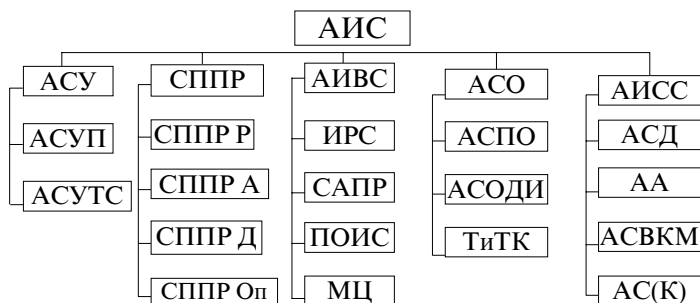 АИС
АСУ
АСУП
АСУТС
СППР
СППР Р
СППР А
СППР Д
СППР Оп
АИВС
ИРС
САПР
ПОИС
МЦ
АСО
АСПО
АСОДИ
ТиТК
АИСС
АСД
АА
АСВКМ
АС(К)